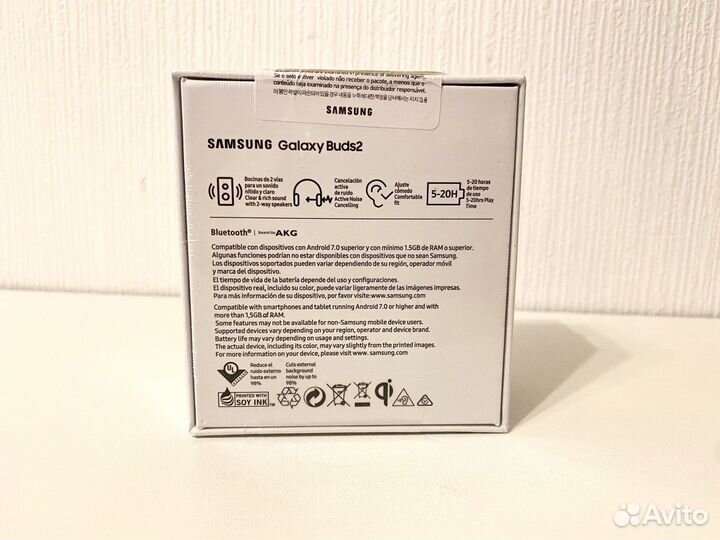 Se o selo estiver violado não receber o pacote, a menos que o
conteúdo seja examinado na presença do distribuidor responsável.
SAMSUNG
SAMSUNG Galaxy Buds2
Bocinas de 2 vías
para un sonido
nítido y claro
Clear & rich sound
with 2-way speakers
Cancelación
activa
de ruido
Active Noise
Cancelling
Ajuste
cómodo
Comfortable
fit
5-20H
5-20 horas
de tiempo
de uso
5-20hrs Play
Time
Bluetooth® | Sound by AKG
Compatible con dispositivos con Android 7.0 superior y con mínimo 1.5GB de RAM o superior.
Algunas funciones podrían no estar disponibles con dispositivos que no sean Samsung.
Los dispositivos soportados pueden variar dependiendo de su región, operador móvil
y marca del dispositivo.
El tiempo de vida de la batería depende del uso y configuraciones.
El dispositivo real, incluido su color, puede variar ligeramente de las imágenes impresas.
Para más información de su dispositivo, por favor visite:www.samsung.com
Compatible with smartphones and tablet running Android 7.0 or higher and with
more than 1,5GB of RAM.
Some features may not be available for non-Samsung mobile device users.
Supported devices vary depending on your region, operator and device brand.
Battery life may vary depending on usage and settings.
The actual device, including its color, may vary slightly from the printed images.
For more information on your device, please visit www. samsung.com
UL
Reduce el
ruido externo
hasta en un
98%
Cuts external
background
noise by up to
98%
PRINTED WITH
SOY INK™
qi
Avito